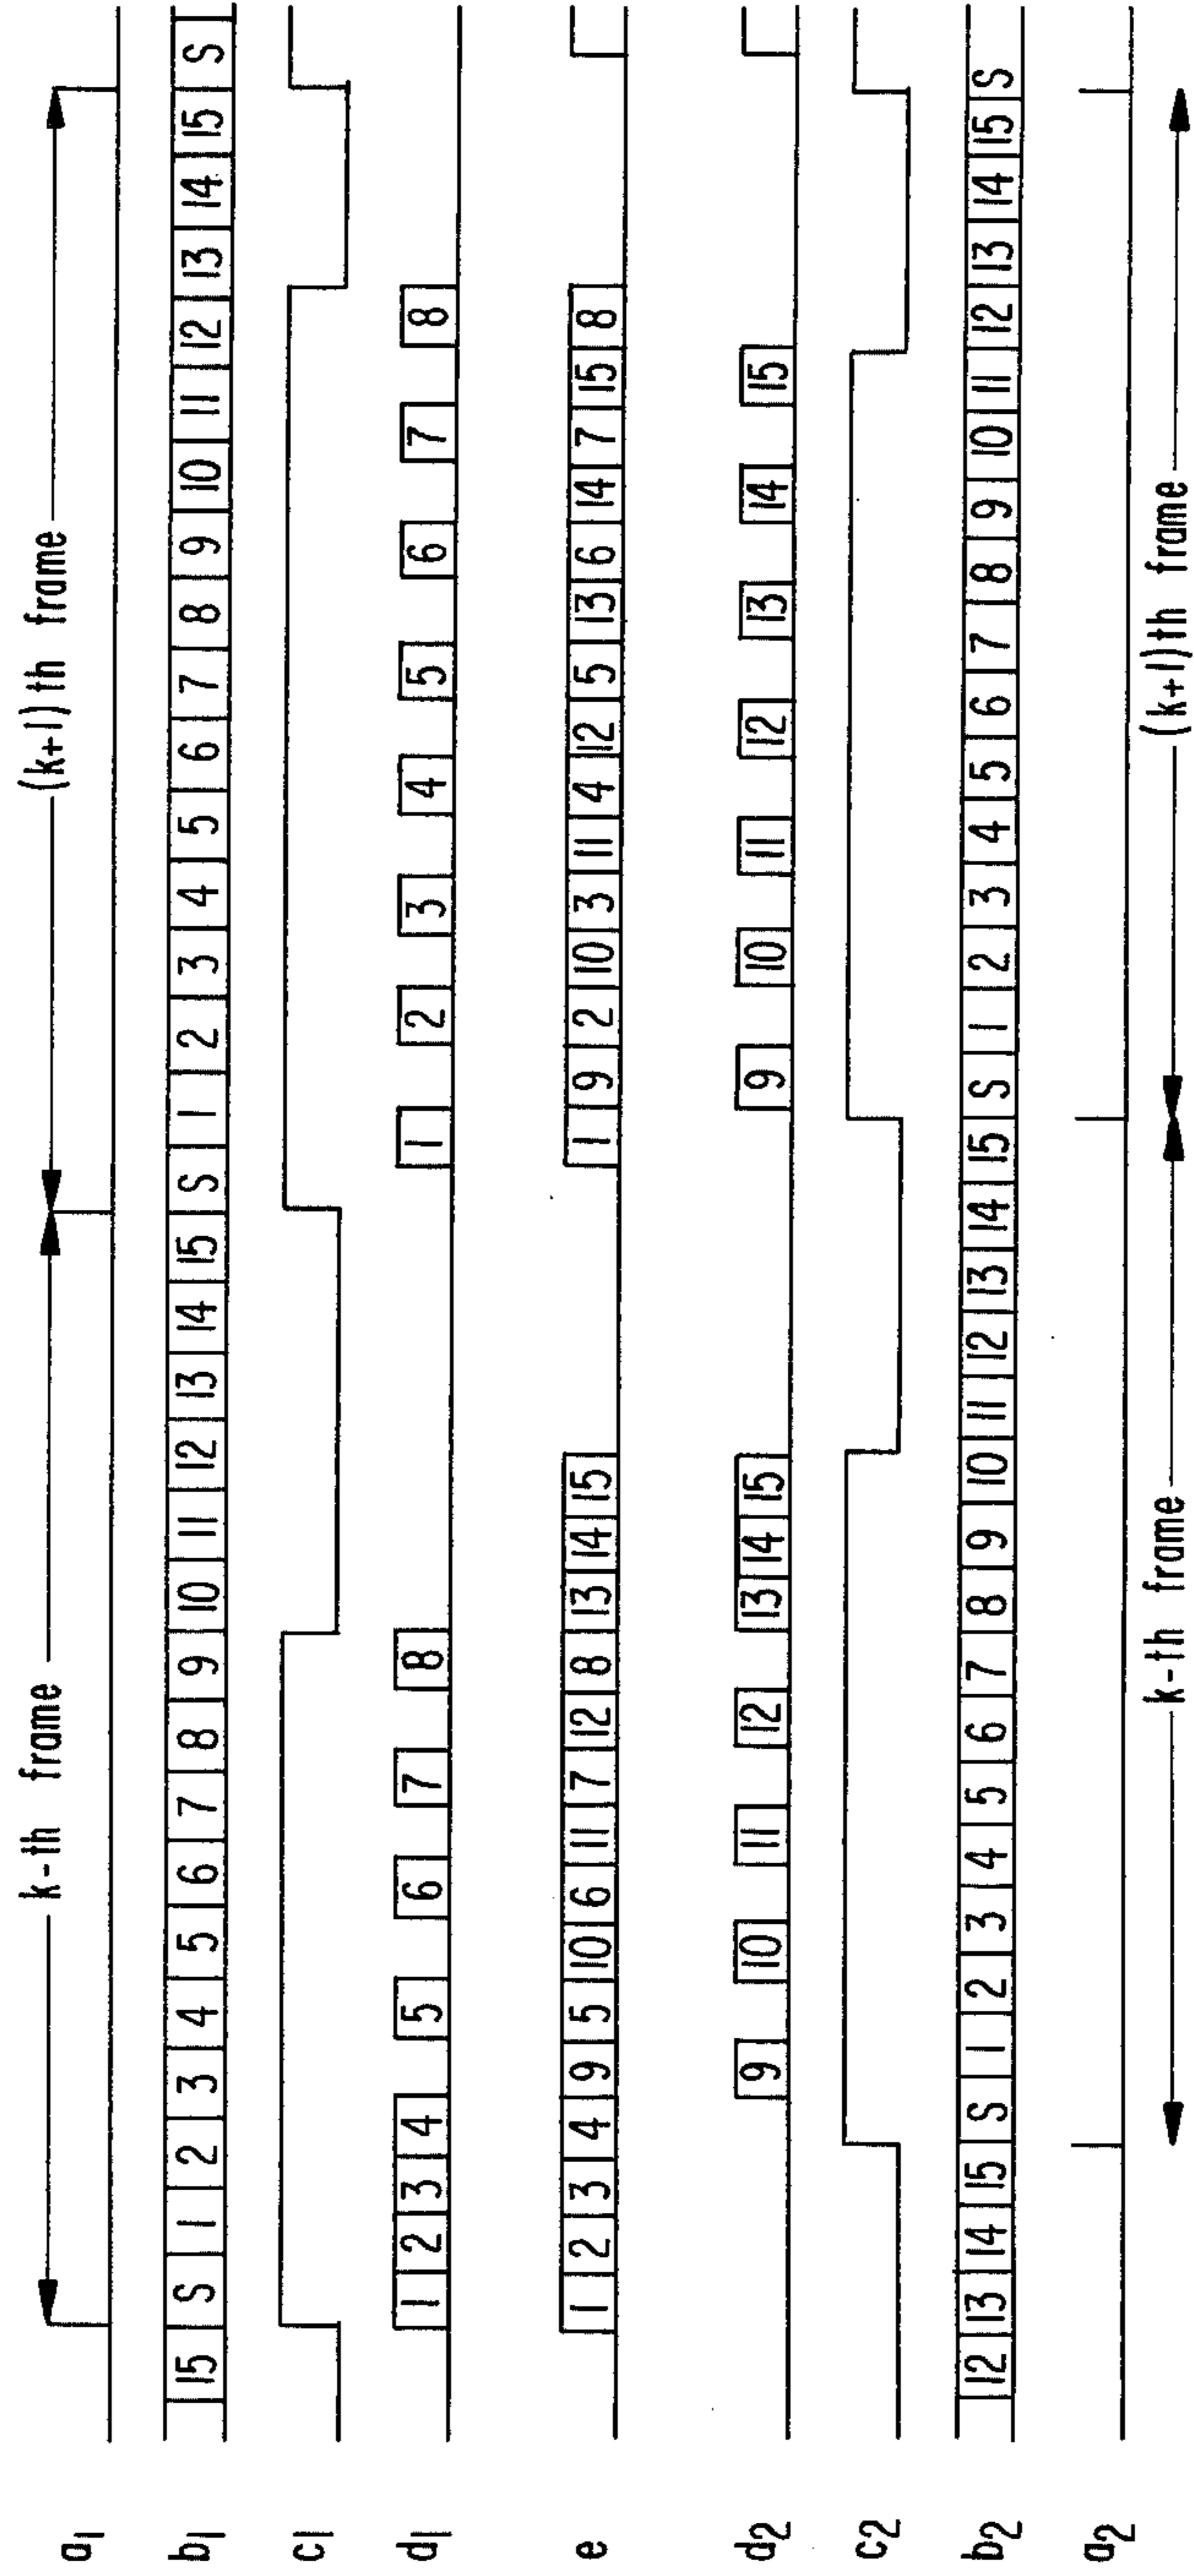 k-th frame (k+1)th frame
a1
b1 15 S 1 2 3 4 5 6 7 8 9 10 11 12 13 14 15 S 1 2 3 4 5 6 7 8 9 10 11 12 13 14 15 S
c1
d1 1 2 3 4 5 6 7 8 1 2 3 4 5 6 7 8
e 1 2 3 4 9 5 10 6 11 7 12 8 13 14 15 1 9 2 10 3 11 4 12 5 13 6 14 7 15 8
d2 9 10 11 12 13 14 15 9 10 11 12 13 14 15
c2
b2 12 13 14 15 S 1 2 3 4 5 6 7 8 9 10 11 12 13 14 15 S 1 2 3 4 5 6 7 8 9 10 11 12 13 14 15 S
a2
k-th frame (k+1)th frame